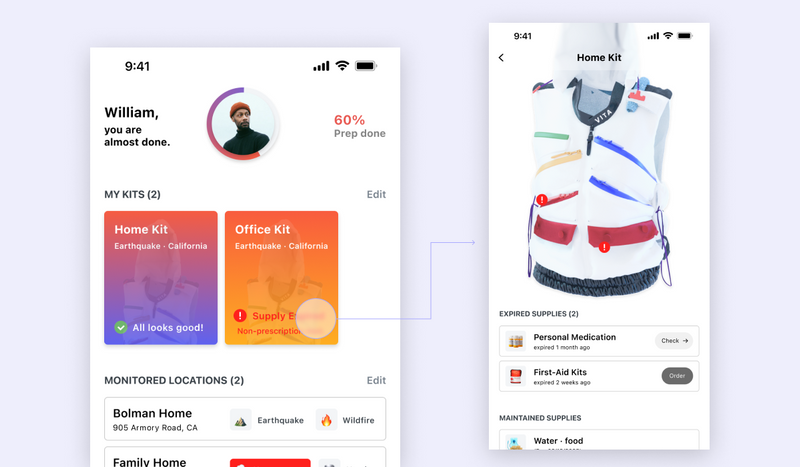 9:41
William,
you are
almost done.
60%
Prep done
MY KITS (2)
Edit
Home Kit
Earthquake · California
All looks good!
Office Kit
Earthquake · California
Supply
Non-prescription
MONITORED LOCATIONS (2)
Edit
Bolman Home
905 Armory Road, CA
Earthquake
Wildfire
Family Home
9:41
Home Kit
VITA
EXPIRED SUPPLIES (2)
Personal Medication
expired 1 month ago
Check →
First-Aid Kits
expired 2 weeks ago
Order
MAINTAINED SUPPLIES
Water · food